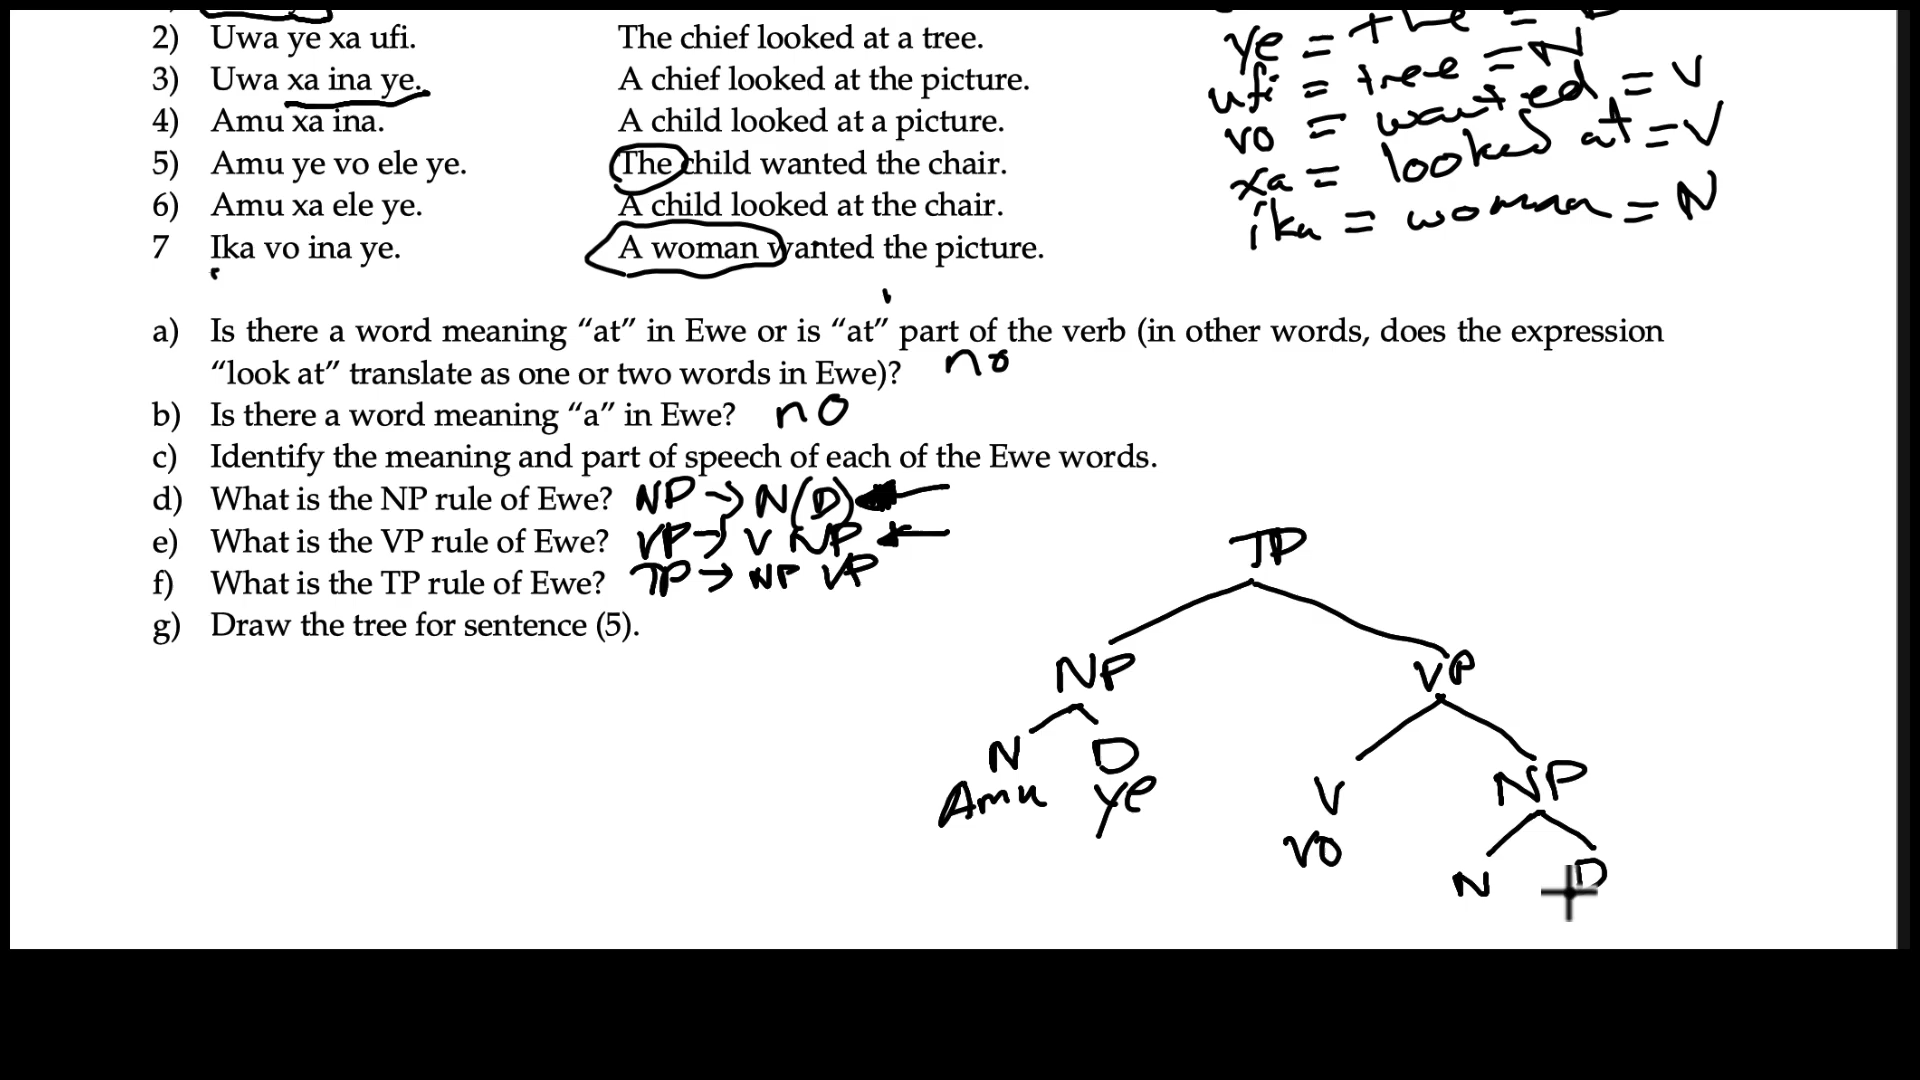 2) Uwa ye xa ufi. The chief looked at a tree.
3) Uwa xa ina ye. A chief looked at the picture.
4) Amu xa ina. A child looked at a picture.
5) Amu ye vo ele ye. The child wanted the chair.
6) Amu xa ele ye. A child looked at the chair.
7 Ika vo ina ye. A woman wanted the picture.
ye = the =
ufi = tree = N
vo = wanted = V
xa = looked at = V
ika = woman = N
a) Is there a word meaning “at” in Ewe or is “at” part of the verb (in other words, does the expression
“look at” translate as one or two words in Ewe)? no
b) Is there a word meaning “a” in Ewe? no
c) Identify the meaning and part of speech of each of the Ewe words.
d) What is the NP rule of Ewe? NP → N (D)
e) What is the VP rule of Ewe? VP → V NP
f) What is the TP rule of Ewe? TP → NP VP
g) Draw the tree for sentence (5).
TP
NP VP
N D V NP
Amu ye vo N D